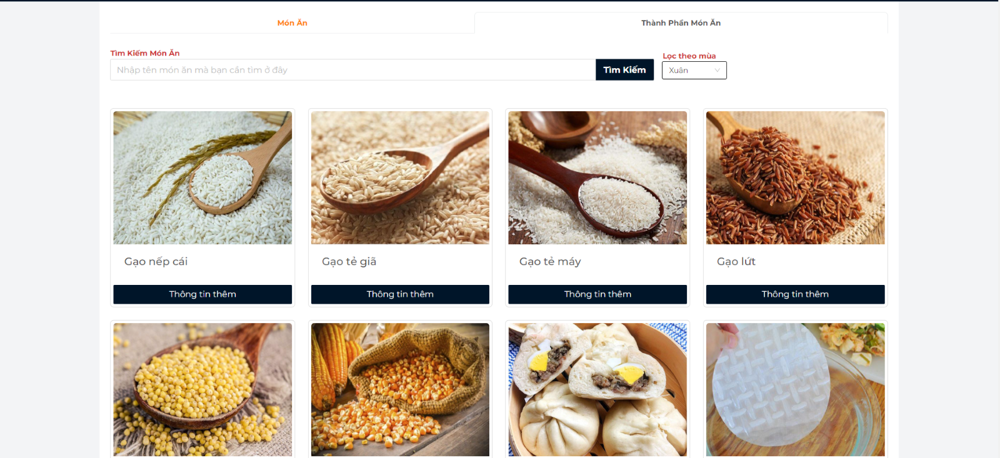 Món Ăn
Thành Phần Món Ăn
Tìm Kiếm Món Ăn
Nhập tên món ăn mà bạn cần tìm ở đây
Tìm Kiếm
Lọc theo mùa
Xuân
Gạo nếp cái
Gạo tẻ giã
Gạo tẻ máy
Gạo lứt
Thông tin thêm
Thông tin thêm
Thông tin thêm
Thông tin thêm